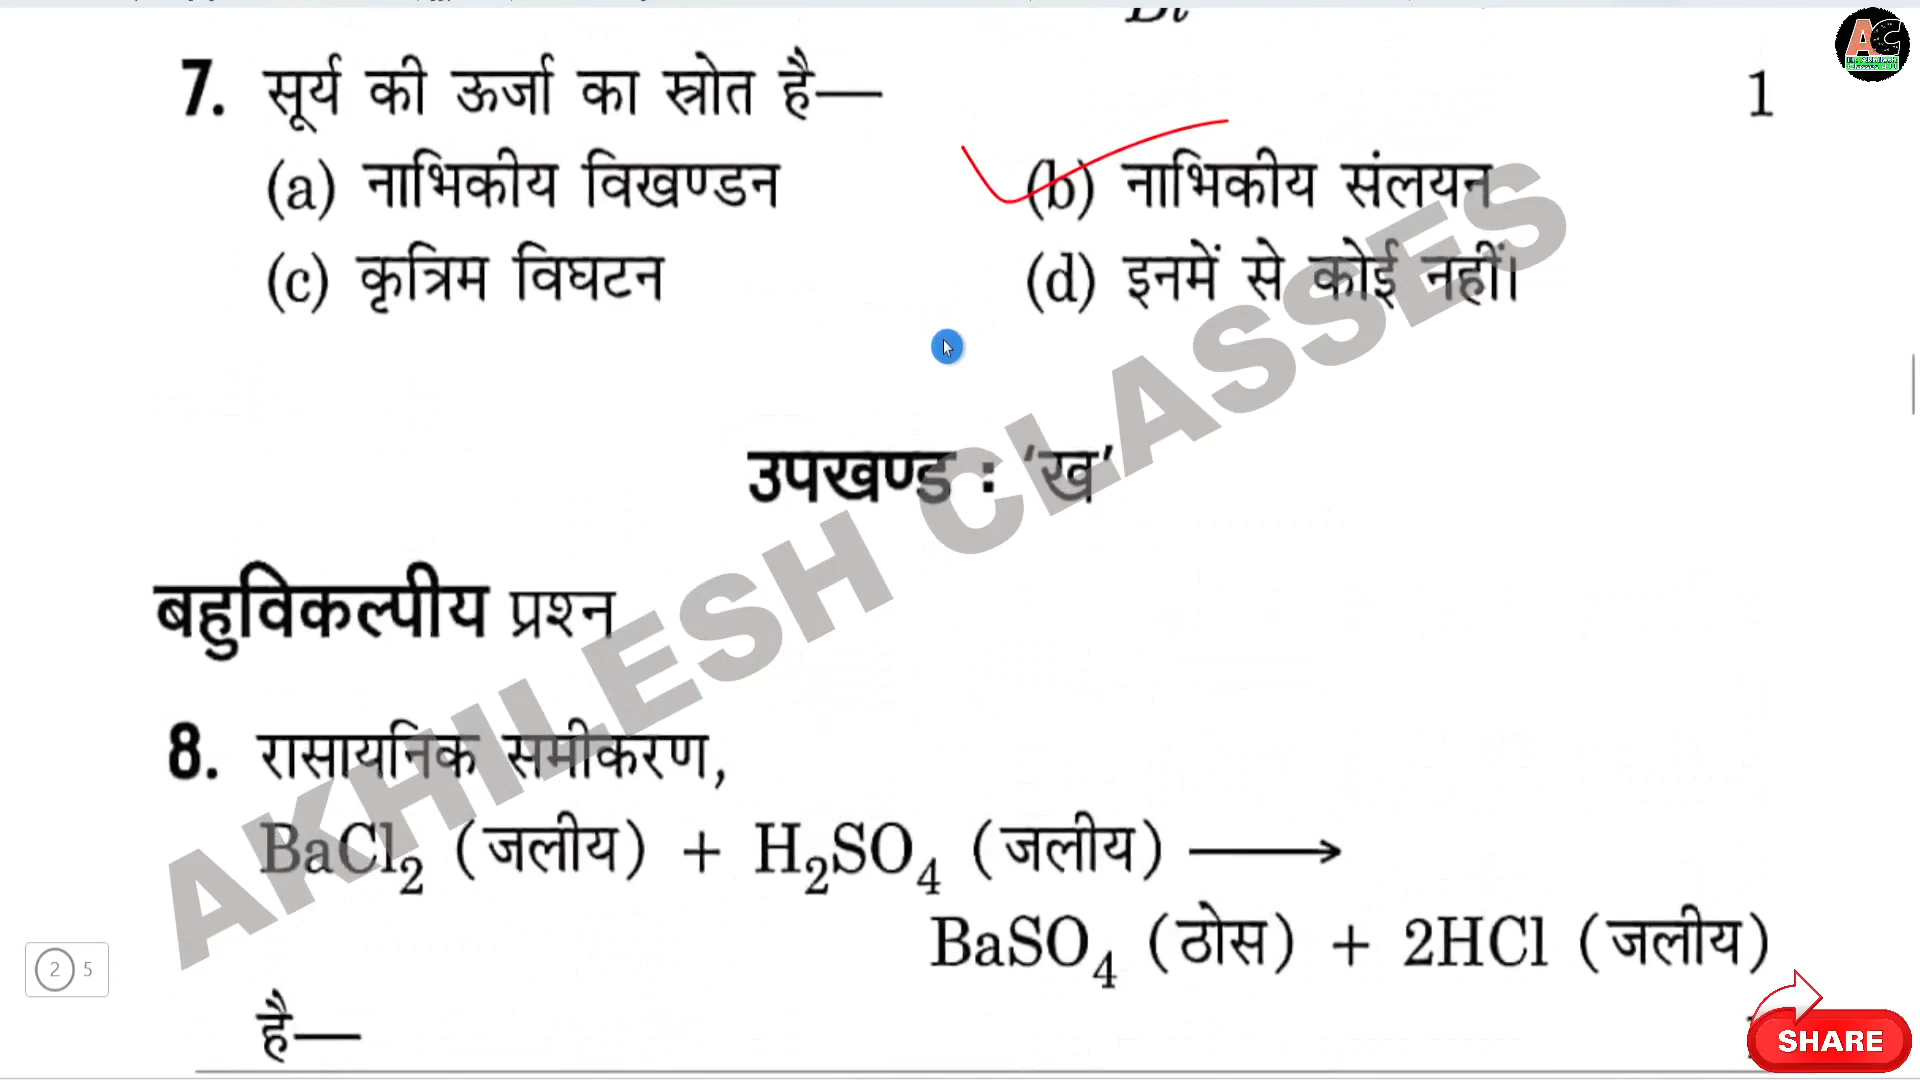 7. सूर्य की ऊर्जा का स्रोत है— 1
(a) नाभिकीय विखण्डन (b) नाभिकीय संलयन
(c) कृत्रिम विघटन (d) इनमें से कोई नहीं।
उपखण्ड : ‘ख’
बहुविकल्पीय प्रश्न
8. रासायनिक समीकरण,
BaCl₂ (जलीय) + H₂SO₄ (जलीय) ⟶
BaSO₄ (ठोस) + 2HCl (जलीय)
है—
AKHILESH CLASSES
AC
2 5
SHARE